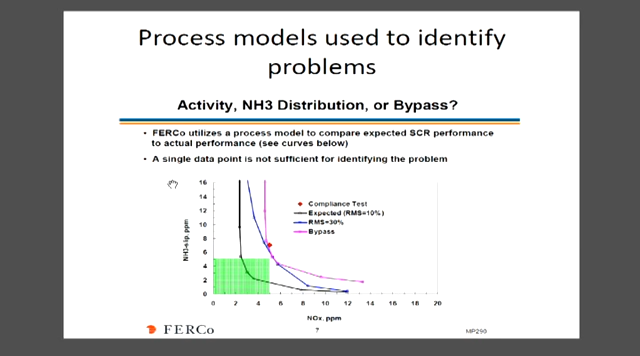 Process models used to identify
problems
Activity, NH3 Distribution, or Bypass?
• FERCo utilizes a process model to compare expected SCR performance
to actual performance (see curves below)
• A single data point is not sufficient for identifying the problem
16
14
12
10
8
6
4
2
0
NH3-slip, ppm
Compliance Test
Expected (RMS=10%)
RMS=30%
Bypass
0 2 4 6 8 10 12 14 16 18 20
NOx, ppm
FERCo
7
MP290